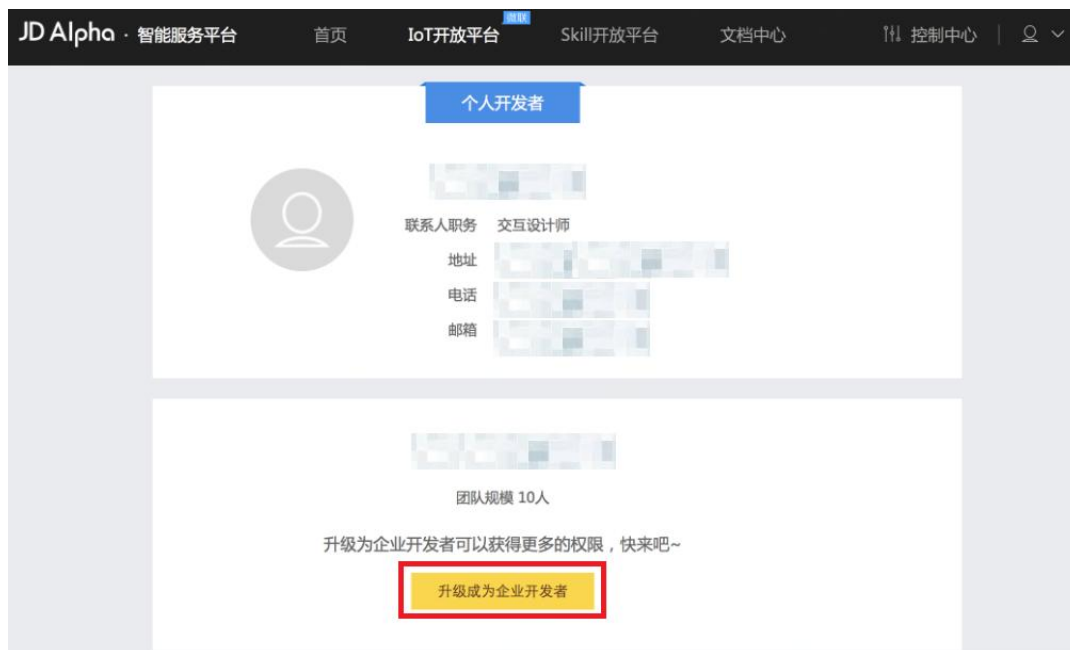 JD Alpha · 智能服务平台 首页 IoT开放平台 微联 Skill开放平台 文档中心 控制中心
个人开发者
联系人职务 交互设计师
地址
电话
邮箱
团队规模 10人
升级为企业开发者可以获得更多的权限，快来吧~
升级成为企业开发者